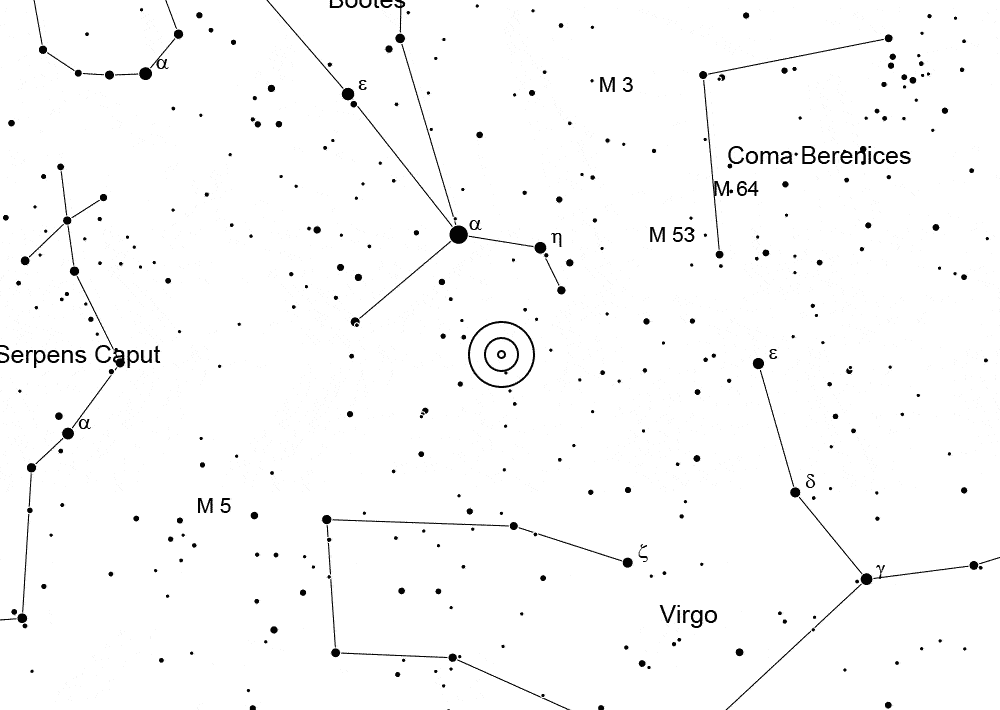 Bootes
α
ε
M 3
Coma Berenices
M 64
α
η
M 53
Serpens Caput
ε
α
δ
M 5
ζ
γ
Virgo